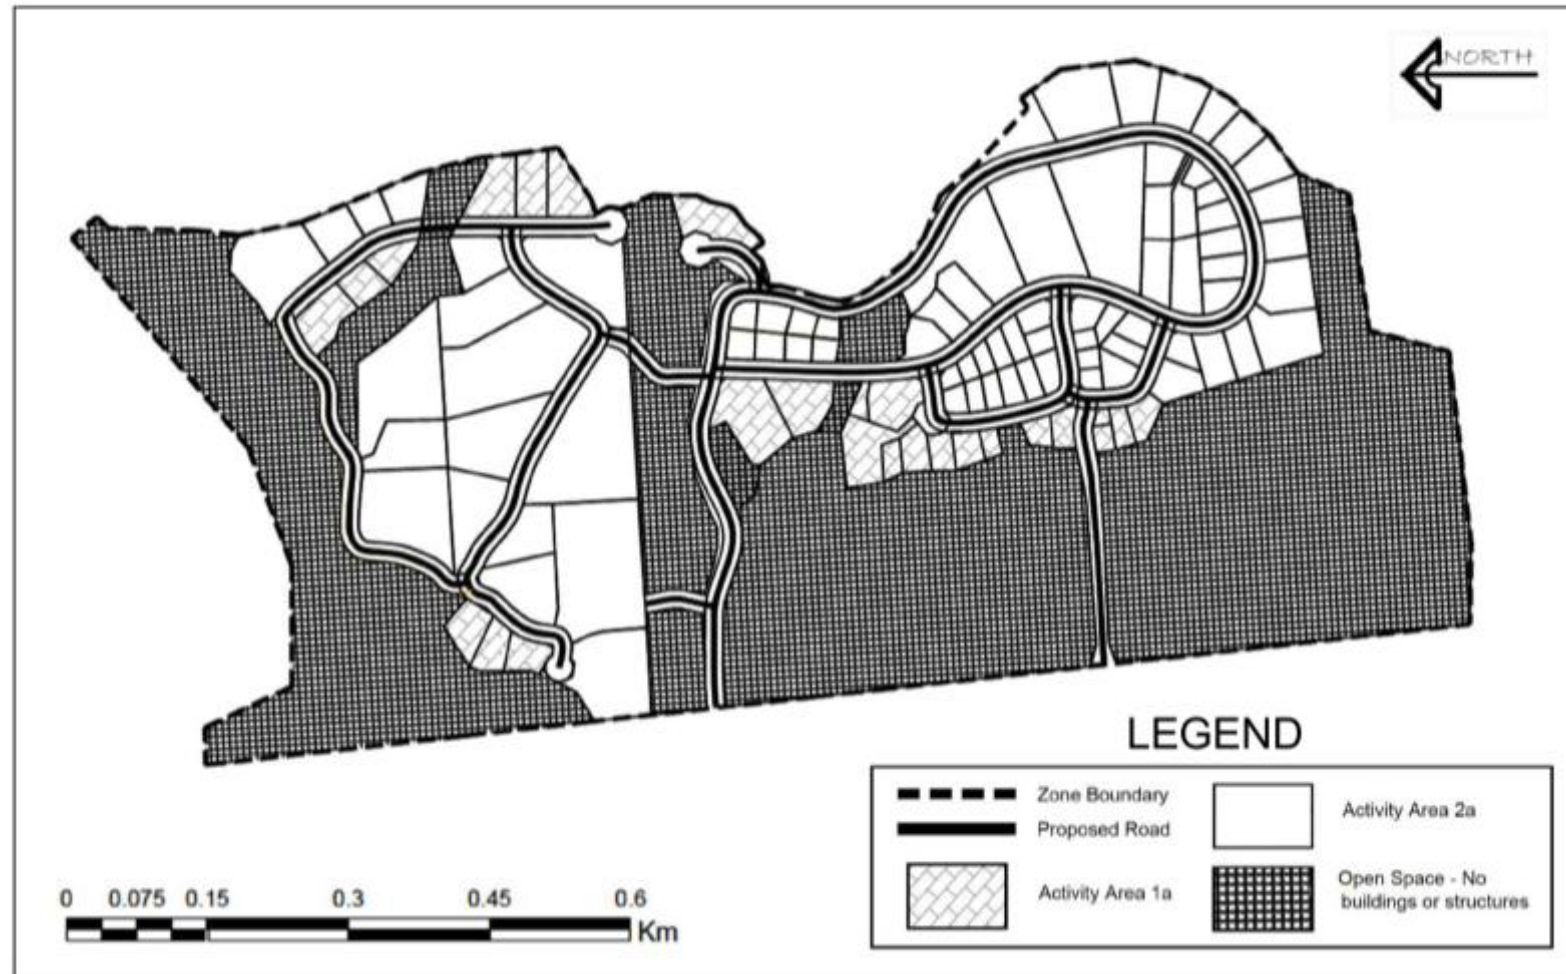 NORTH
LEGEND
Zone Boundary
Proposed Road
Activity Area 1a
Activity Area 2a
Open Space - No
buildings or structures
0 0.075 0.15 0.3 0.45 0.6
Km